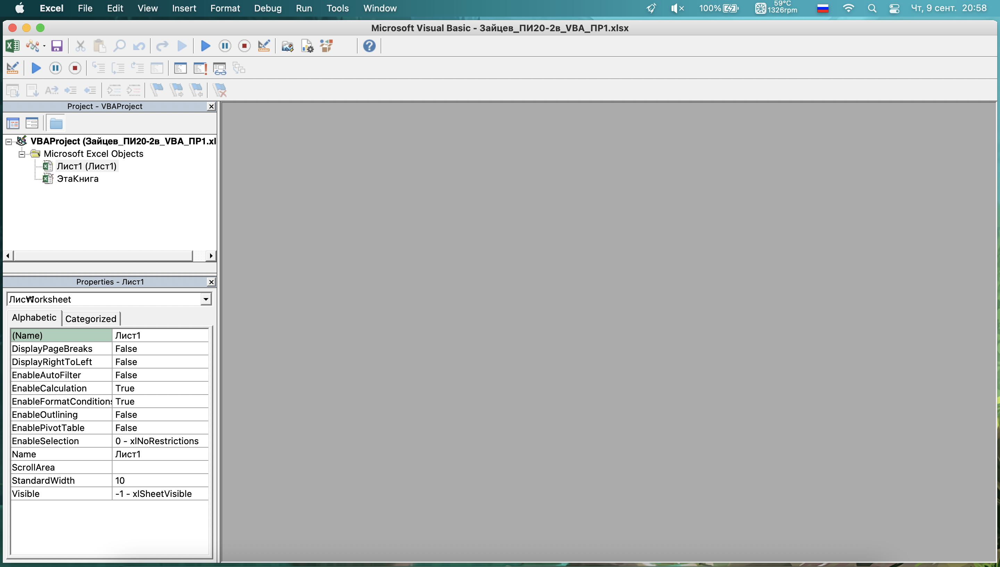 Excel File Edit View Insert Format Debug Run Tools Window 100% 59°C Чт, 9 сент. 20:58
1326rpm
Microsoft Visual Basic - Зайцев_ПИ20-2в_VBA_ПР1.xlsx
Project - VBAProject
VBAProject (Зайцев_ПИ20-2в_VBA_ПР1.xl
Microsoft Excel Objects
Лист1 (Лист1)
ЭтаКнига
Properties - Лист1
Лист1 Worksheet
Alphabetic Categorized
(Name) Лист1
DisplayPageBreaks False
DisplayRightToLeft False
EnableAutoFilter False
EnableCalculation True
EnableFormatConditions True
EnableOutlining False
EnablePivotTable False
EnableSelection 0 - xlNoRestrictions
Name Лист1
ScrollArea
StandardWidth 10
Visible -1 - xlSheetVisible